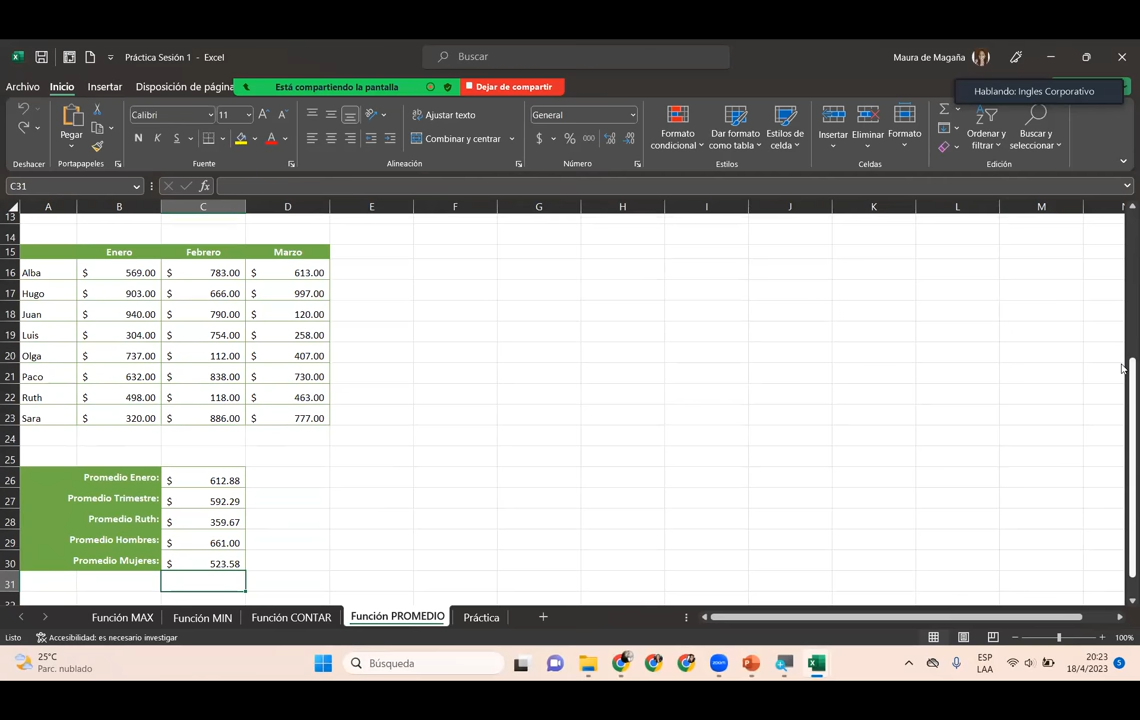 Práctica Sesión 1 - Excel
Buscar
Maura de Magaña
Archivo Inicio Insertar Disposición de página
Está compartiendo la pantalla
Dejar de compartir
Hablando: Ingles Corporativo
Pegar
Calibri 11
Ajustar texto
General
N K S
Combinar y centrar
$ % 000
Formato condicional
Dar formato como tabla
Estilos de celda
Insertar Eliminar Formato
Ordenar y filtrar
Buscar y seleccionar
Deshacer Portapapeles Fuente Alineación Número Estilos Celdas Edición
C31 fx
A B C D E F G H I J K L M
13
14
15 Enero Febrero Marzo
16 Alba $ 569.00 $ 783.00 $ 613.00
17 Hugo $ 903.00 $ 666.00 $ 997.00
18 Juan $ 940.00 $ 790.00 $ 120.00
19 Luis $ 304.00 $ 754.00 $ 258.00
20 Olga $ 737.00 $ 112.00 $ 407.00
21 Paco $ 632.00 $ 838.00 $ 730.00
22 Ruth $ 498.00 $ 118.00 $ 463.00
23 Sara $ 320.00 $ 886.00 $ 777.00
24
25
26 Promedio Enero: $ 612.88
27 Promedio Trimestre: $ 592.29
28 Promedio Ruth: $ 359.67
29 Promedio Hombres: $ 661.00
30 Promedio Mujeres: $ 523.58
31
Función MAX Función MIN Función CONTAR Función PROMEDIO Práctica
Listo Accesibilidad: es necesario investigar 100%
25°C
Parc. nublado
Búsqueda
ESP
LAA
20:23
18/4/2023
5